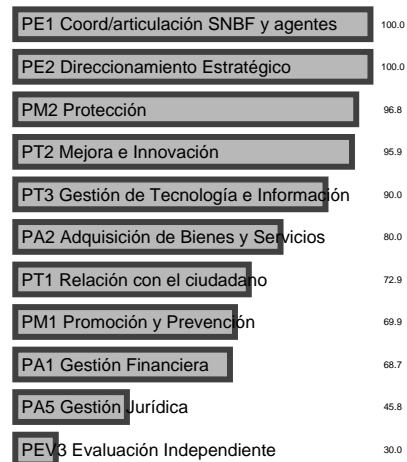 PE1 Coord/articulación SNBF y agentes 100.0
PE2 Direccionamiento Estratégico 100.0
PM2 Protección 96.8
PT2 Mejora e Innovación 95.9
PT3 Gestión de Tecnología e Información 90.0
PA2 Adquisición de Bienes y Servicios 80.0
PT1 Relación con el ciudadano 72.9
PM1 Promoción y Prevención 69.9
PA1 Gestión Financiera 68.7
PA5 Gestión Jurídica 45.8
PEV3 Evaluación Independiente 30.0